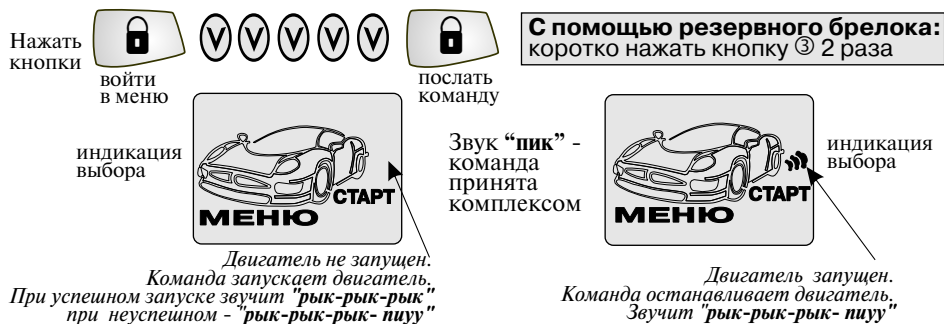 Нажать
кнопки
войти
в меню
V V V V V
послать
команду
С помощью резервного брелока:
коротко нажать кнопку ③ 2 раза
индикация
выбора
МЕНЮ
СТАРТ
Звук “пик” -
команда
принята
комплексом
МЕНЮ
СТАРТ
индикация
выбора
Двигатель не запущен.
Команда запускает двигатель.
При успешном запуске звучит "рык-рык-рык"
при неуспешном - "рык-рык-рык- пиуу"
Двигатель запущен.
Команда останавливает двигатель.
Звучит "рык-рык-рык- пиуу"